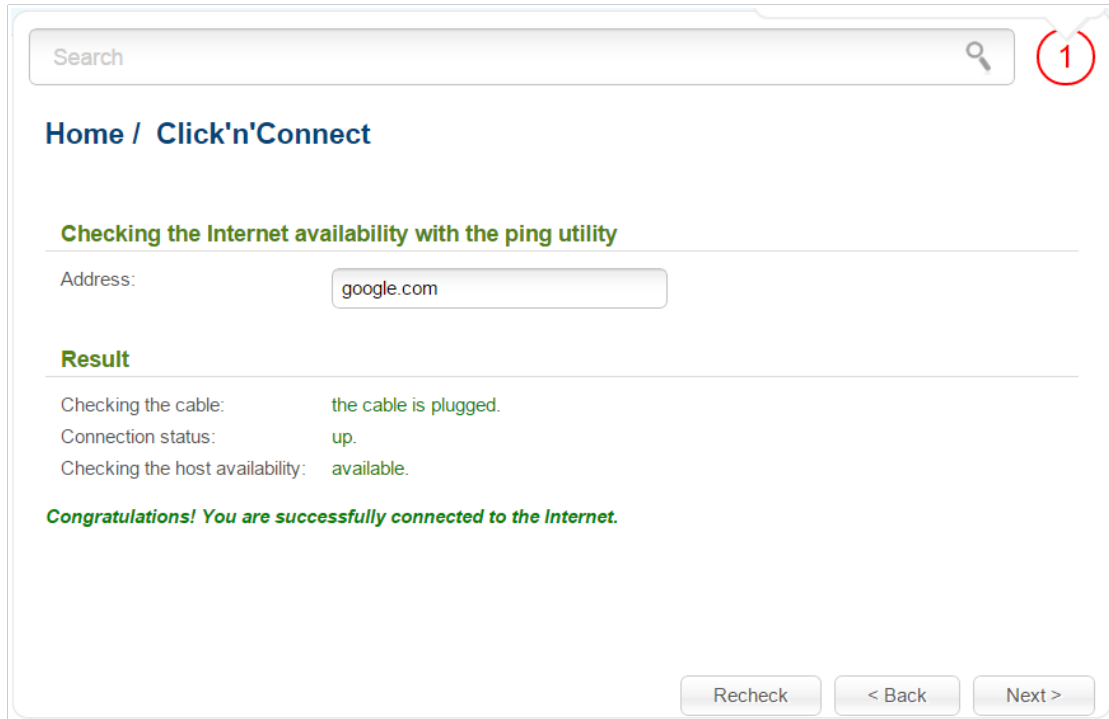 Search
1
Home / Click'n'Connect
Checking the Internet availability with the ping utility
Address: google.com
Result
Checking the cable: the cable is plugged.
Connection status: up.
Checking the host availability: available.
Congratulations! You are successfully connected to the Internet.
Recheck < Back Next >